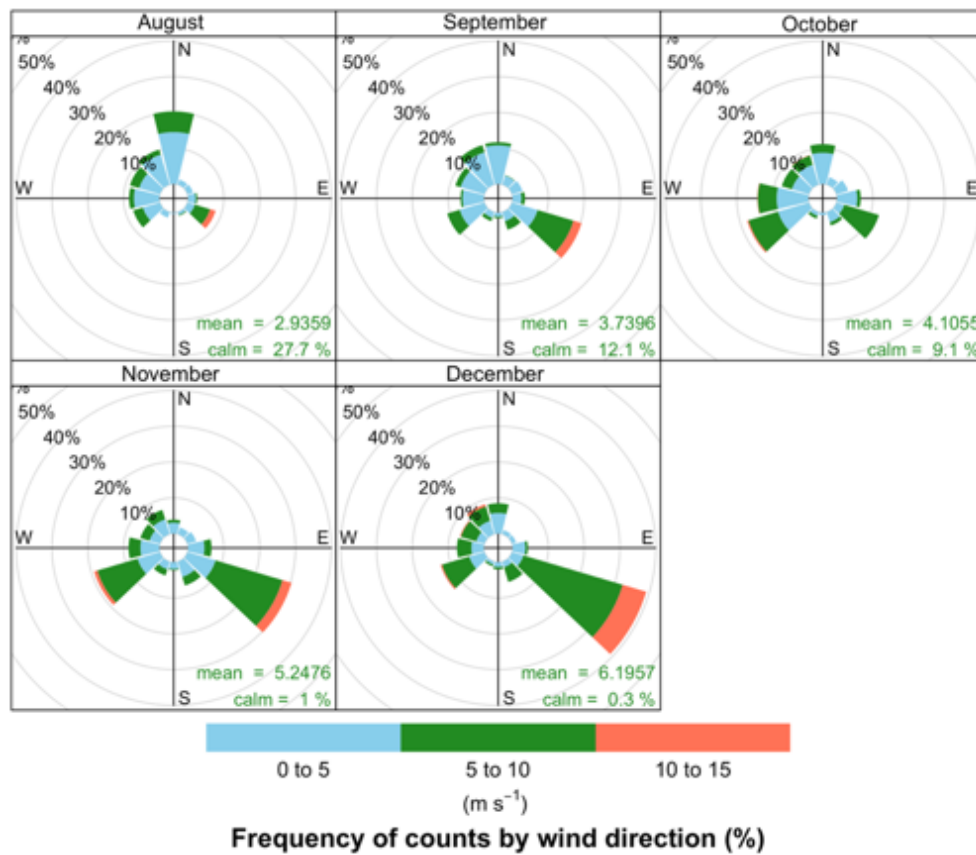 August
September
October
%
50%
40%
30%
20%
10%
N
W
E
S
mean = 2.9359
calm = 27.7 %
%
50%
40%
30%
20%
10%
N
W
E
S
mean = 3.7396
calm = 12.1 %
%
50%
40%
30%
20%
10%
N
W
E
S
mean = 4.1055
calm = 9.1 %
November
December
%
50%
40%
30%
20%
10%
N
W
E
S
mean = 5.2476
calm = 1 %
%
50%
40%
30%
20%
10%
N
W
E
S
mean = 6.1957
calm = 0.3 %
0 to 5
5 to 10
10 to 15
(m s⁻¹)
Frequency of counts by wind direction (%)